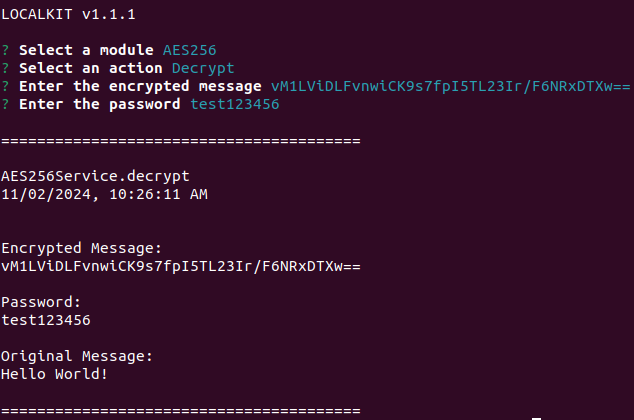 LOCALKIT v1.1.1
? Select a module AES256
? Select an action Decrypt
? Enter the encrypted message vM1LViDLFvnwiCK9s7fpI5TL23Ir/F6NRxDTXw==
? Enter the password test123456
========================================
AES256Service.decrypt
11/02/2024, 10:26:11 AM
Encrypted Message:
vM1LViDLFvnwiCK9s7fpI5TL23Ir/F6NRxDTXw==
Password:
test123456
Original Message:
Hello World!
========================================